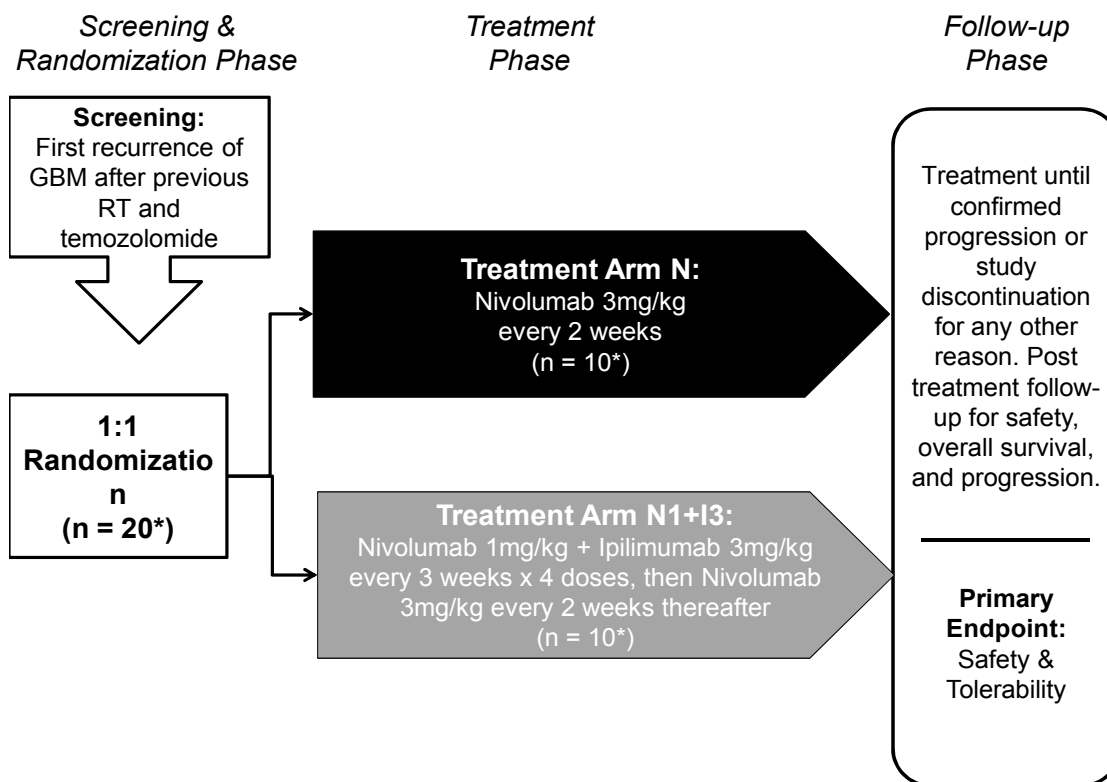 Screening &
Randomization Phase
Treatment
Phase
Follow-up
Phase
Screening:
First recurrence of
GBM after previous
RT and
temozolomide
1:1
Randomizatio
n
(n = 20*)
Treatment Arm N:
Nivolumab 3mg/kg
every 2 weeks
(n = 10*)
Treatment Arm N1+I3:
Nivolumab 1mg/kg + Ipilimumab 3mg/kg
every 3 weeks x 4 doses, then Nivolumab
3mg/kg every 2 weeks thereafter
(n = 10*)
Treatment until
confirmed
progression or
study
discontinuation
for any other
reason. Post
treatment follow-
up for safety,
overall survival,
and progression.
Primary
Endpoint:
Safety &
Tolerability